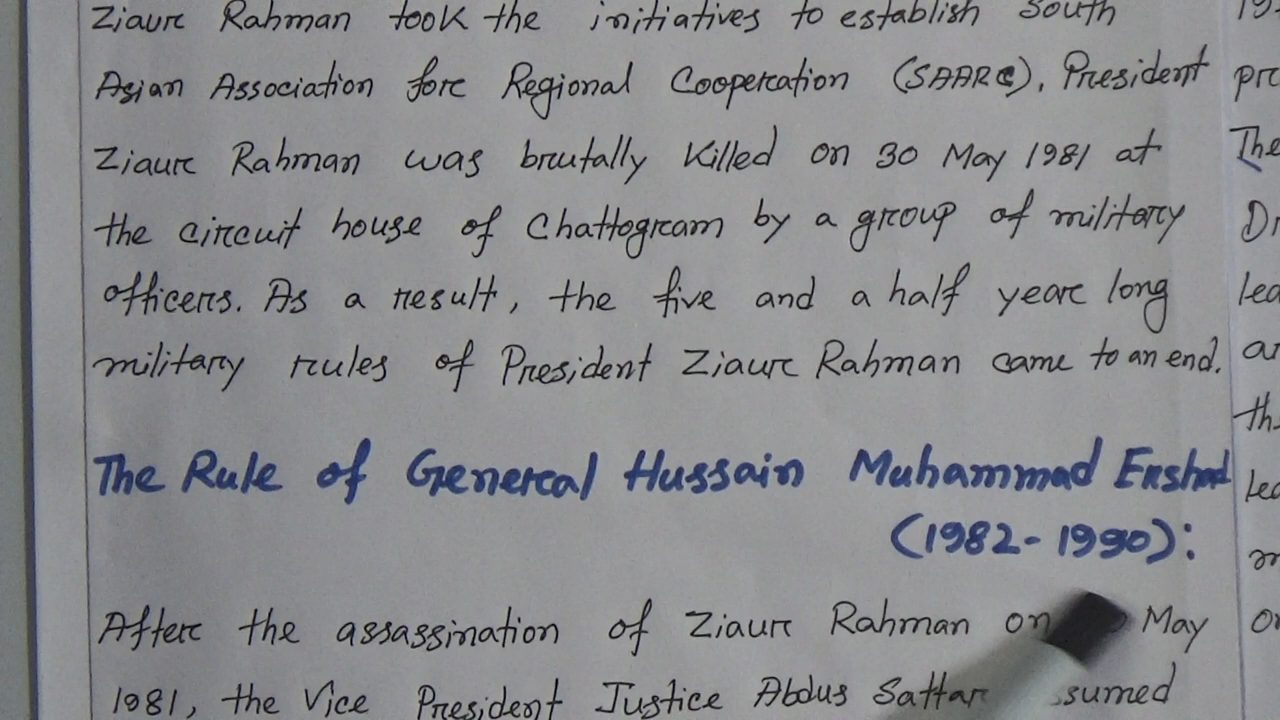 Ziaur Rahman took the initiatives to establish South
Asian Association for Regional Cooperation (SAARC). President
Ziaur Rahman was brutally killed on 30 May 1981 at
the circuit house of Chattogram by a group of military
officers. As a result, the five and a half year long
military rules of President Ziaur Rahman came to an end.
The Rule of General Hussain Muhammad Ershad
(1982-1990):
After the assassination of Ziaur Rahman on May
1981, the Vice President Justice Abdus Sattar
The